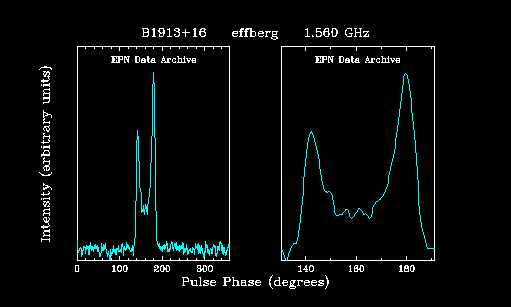 B1913+16 effberg 1.560 GHz
EPN Data Archive
EPN Data Archive
Intensity (arbitrary units)
0 100 200 300
140 160 180
Pulse Phase (degrees)